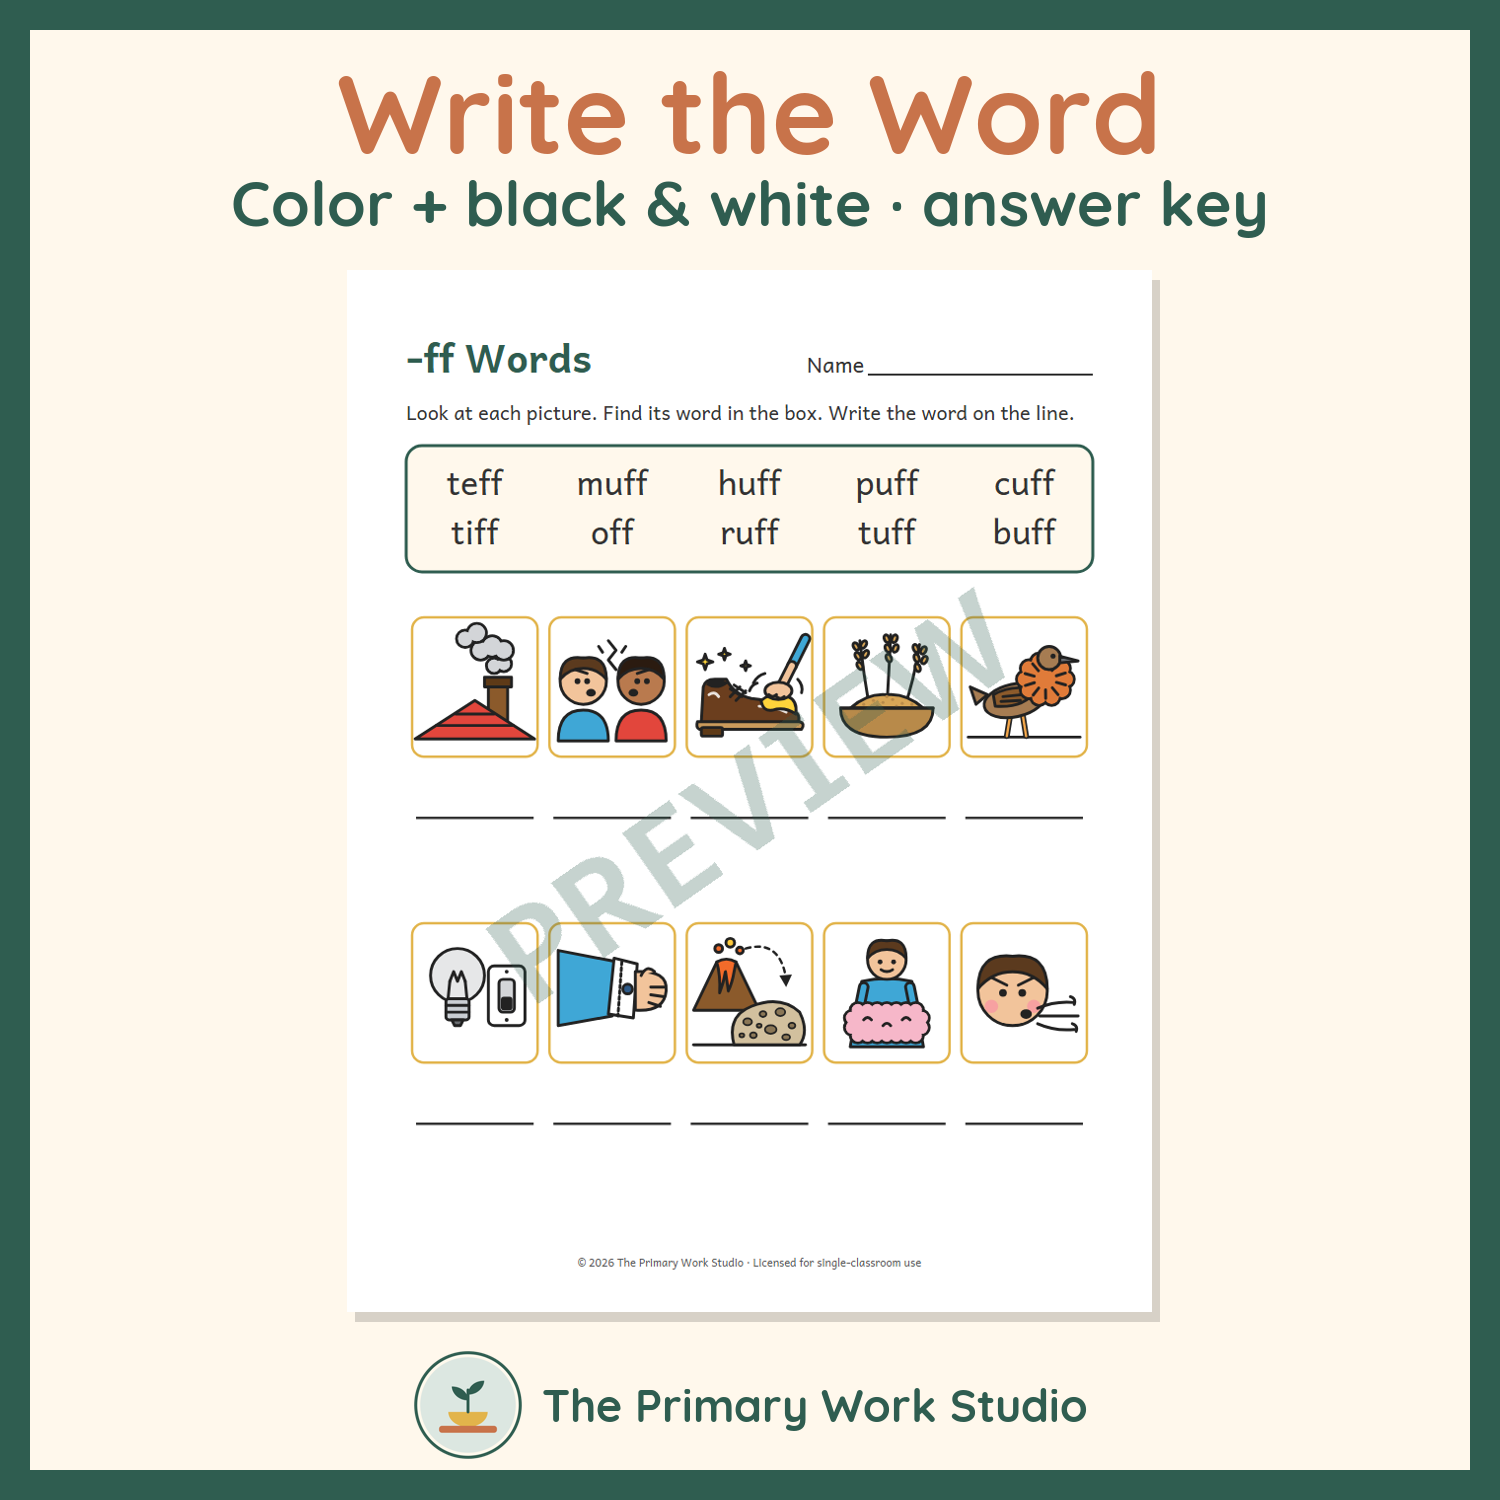 Write the Word
Color + black & white · answer key
-ff Words
Name
Look at each picture. Find its word in the box. Write the word on the line.
teff muff huff puff cuff
tiff off ruff tuff buff
PREVIEW
© 2026 The Primary Work Studio · Licensed for single-classroom use
The Primary Work Studio